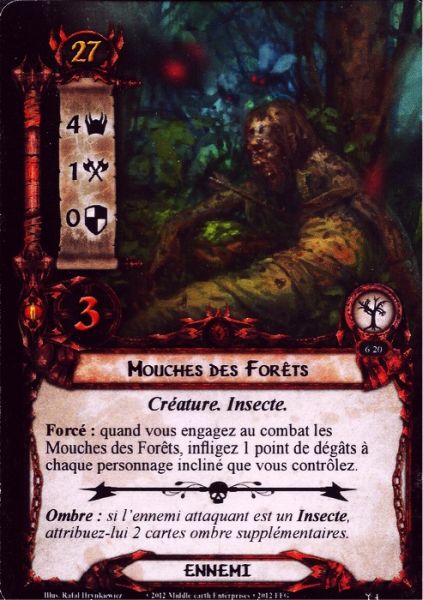 27
4
1
0
3
6 20
Mouches des Forêts
Créature. Insecte.
Forcé : quand vous engagez au combat les
Mouches des Forêts, infligez 1 point de dégâts à
chaque personnage incliné que vous contrôlez.
Ombre : si l'ennemi attaquant est un Insecte,
attribuez-lui 2 cartes ombre supplémentaires.
ENNEMI
Illus. Rafał Hrynkiewicz • 2012 Middle earth Enterprises • 2012 FFG